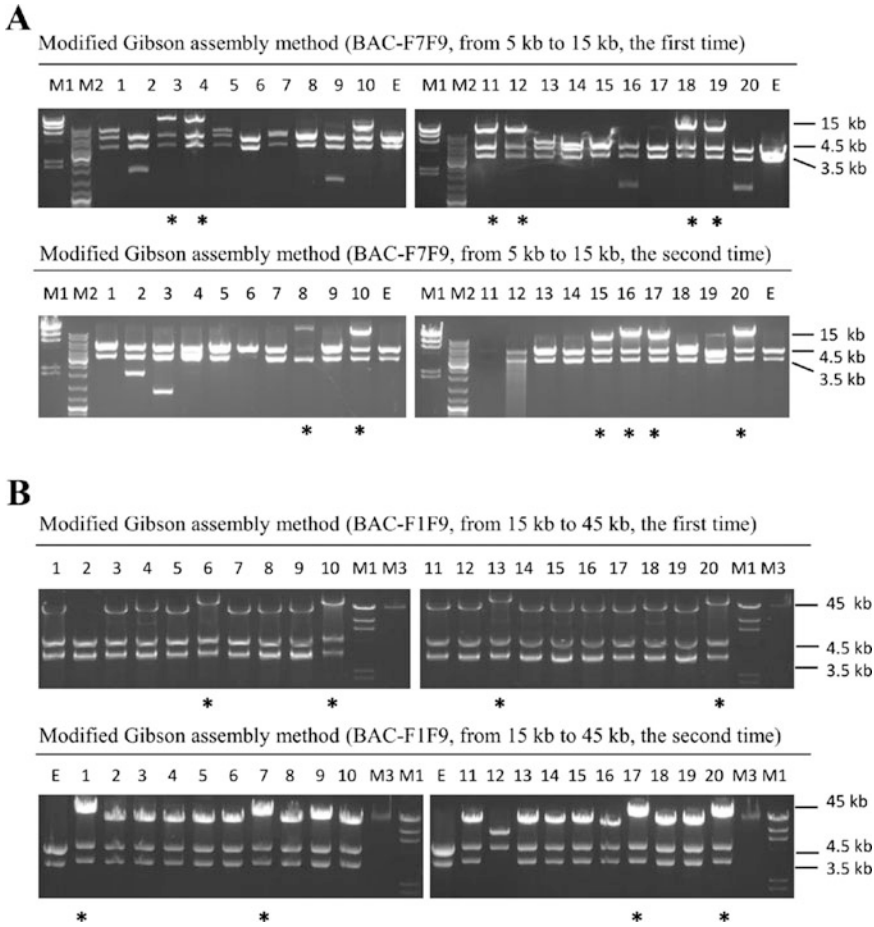 A
Modified Gibson assembly method (BAC-F7F9, from 5 kb to 15 kb, the first time)
M1 M2 1 2 3 4 5 6 7 8 9 10 E M1 M2 11 12 13 14 15 16 17 18 19 20 E
15 kb
4.5 kb
3.5 kb
* * * * * *
Modified Gibson assembly method (BAC-F7F9, from 5 kb to 15 kb, the second time)
M1 M2 1 2 3 4 5 6 7 8 9 10 E M1 M2 11 12 13 14 15 16 17 18 19 20 E
15 kb
4.5 kb
3.5 kb
* * * * * *
B
Modified Gibson assembly method (BAC-F1F9, from 15 kb to 45 kb, the first time)
1 2 3 4 5 6 7 8 9 10 M1 M3 11 12 13 14 15 16 17 18 19 20 M1 M3
45 kb
4.5 kb
3.5 kb
* * * *
Modified Gibson assembly method (BAC-F1F9, from 15 kb to 45 kb, the second time)
E 1 2 3 4 5 6 7 8 9 10 M3 M1 E 11 12 13 14 15 16 17 18 19 20 M3 M1
45 kb
4.5 kb
3.5 kb
* * * *